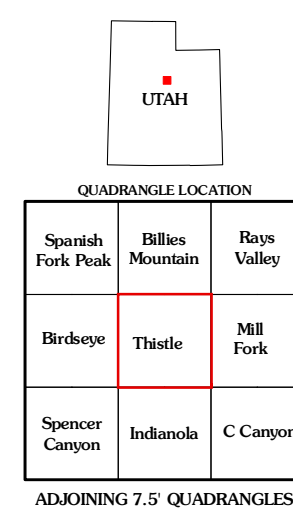 UTAH
QUADRANGLE LOCATION
Spanish Fork Peak
Billies Mountain
Rays Valley
Birdseye
Thistle
Mill Fork
Spencer Canyon
Indianola
C Canyon
ADJOINING 7.5' QUADRANGLES